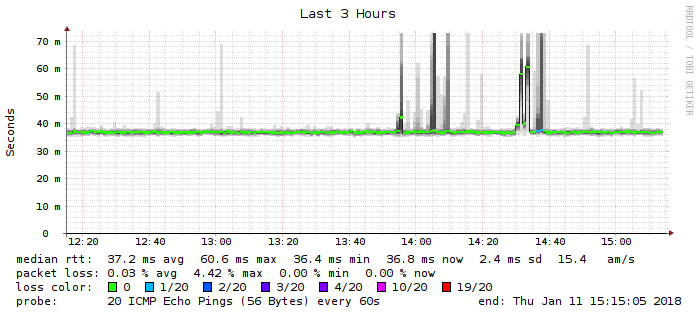 Last 3 Hours
RRDTOOL / TOBI OETIKER
Seconds
70 m
60 m
50 m
40 m
30 m
20 m
10 m
0
12:20 12:40 13:00 13:20 13:40 14:00 14:20 14:40 15:00
median rtt: 37.2 ms avg 60.6 ms max 36.4 ms min 36.8 ms now 2.4 ms sd 15.4 am/s
packet loss: 0.03 % avg 4.42 % max 0.00 % min 0.00 % now
loss color: 0 1/20 2/20 3/20 4/20 10/20 19/20
probe: 20 ICMP Echo Pings (56 Bytes) every 60s end: Thu Jan 11 15:15:05 2018